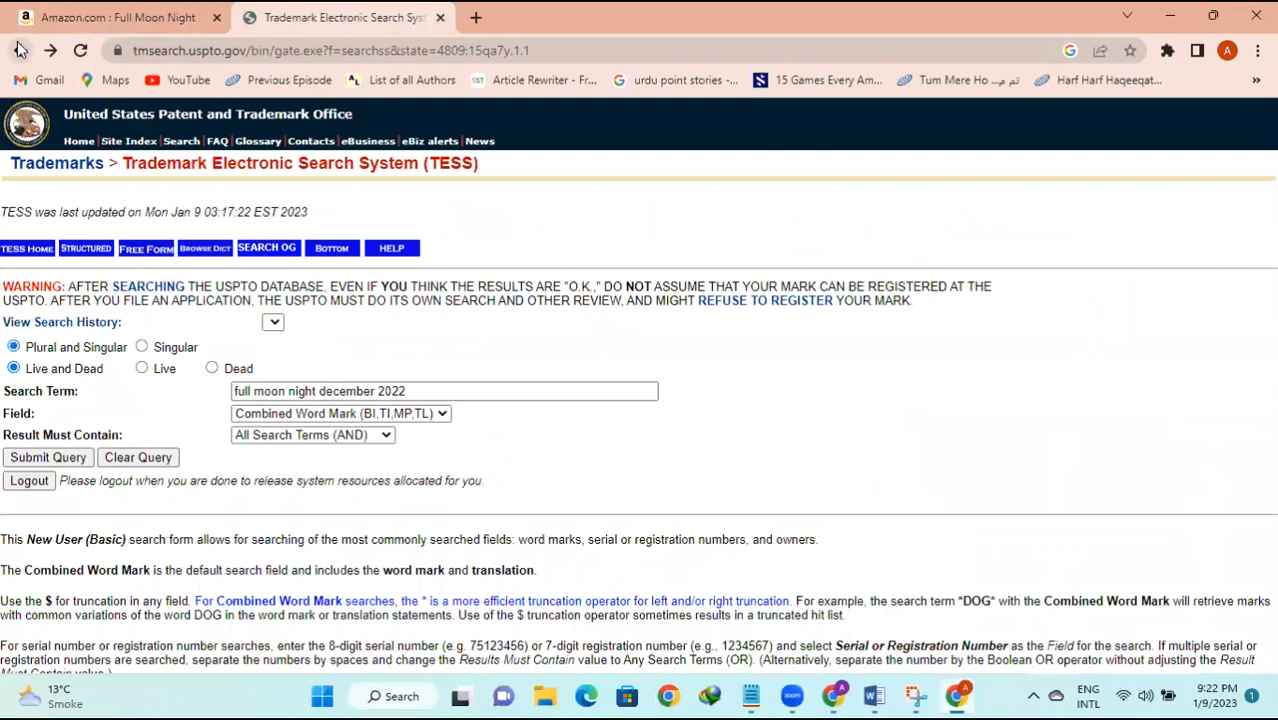 Amazon.com : Full Moon Night
Trademark Electronic Search Sys
tmsearch.uspto.gov/bin/gate.exe?f=searchss&state=4809:15qa7y.1.1
A
Gmail
Maps
YouTube
Previous Episode
List of all Authors
Article Rewriter - Fr...
urdu point stories -...
15 Games Every Am...
Tum Mere Ho ...تم م
Harf Harf Haqeeqat...
»
United States Patent and Trademark Office
Home | Site Index | Search | FAQ | Glossary | Contacts | eBusiness | eBiz alerts | News
Trademarks > Trademark Electronic Search System (TESS)
TESS was last updated on Mon Jan 9 03:17:22 EST 2023
TESS HOME STRUCTURED FREE FORM BROWSE DICT SEARCH OG BOTTOM HELP
WARNING: AFTER SEARCHING THE USPTO DATABASE, EVEN IF YOU THINK THE RESULTS ARE "O.K.," DO NOT ASSUME THAT YOUR MARK CAN BE REGISTERED AT THE
USPTO. AFTER YOU FILE AN APPLICATION, THE USPTO MUST DO ITS OWN SEARCH AND OTHER REVIEW, AND MIGHT REFUSE TO REGISTER YOUR MARK.
View Search History:
Plural and Singular Singular
Live and Dead Live Dead
Search Term: full moon night december 2022
Field: Combined Word Mark (BI,TI,MP,TL)
Result Must Contain: All Search Terms (AND)
Submit Query Clear Query
Logout Please logout when you are done to release system resources allocated for you.
This New User (Basic) search form allows for searching of the most commonly searched fields: word marks, serial or registration numbers, and owners.
The Combined Word Mark is the default search field and includes the word mark and translation.
Use the $ for truncation in any field. For Combined Word Mark searches, the * is a more efficient truncation operator for left and/or right truncation. For example, the search term *DOG* with the Combined Word Mark will retrieve marks
with common variations of the word DOG in the word mark or translation statements. Use of the $ truncation operator sometimes results in a truncated hit list.
For serial number or registration number searches, enter the 8-digit serial number (e.g. 75123456) or 7-digit registration number (e.g., 1234567) and select Serial or Registration Number as the Field for the search. If multiple serial or
registration numbers are searched, separate the numbers by spaces and change the Results Must Contain value to Any Search Terms (OR). (Alternatively, separate the number by the Boolean OR operator without adjusting the Result
Must Contain value.)
13°C
Smoke
Search
zoom
ENG
INTL
9:22 PM
1/9/2023
1